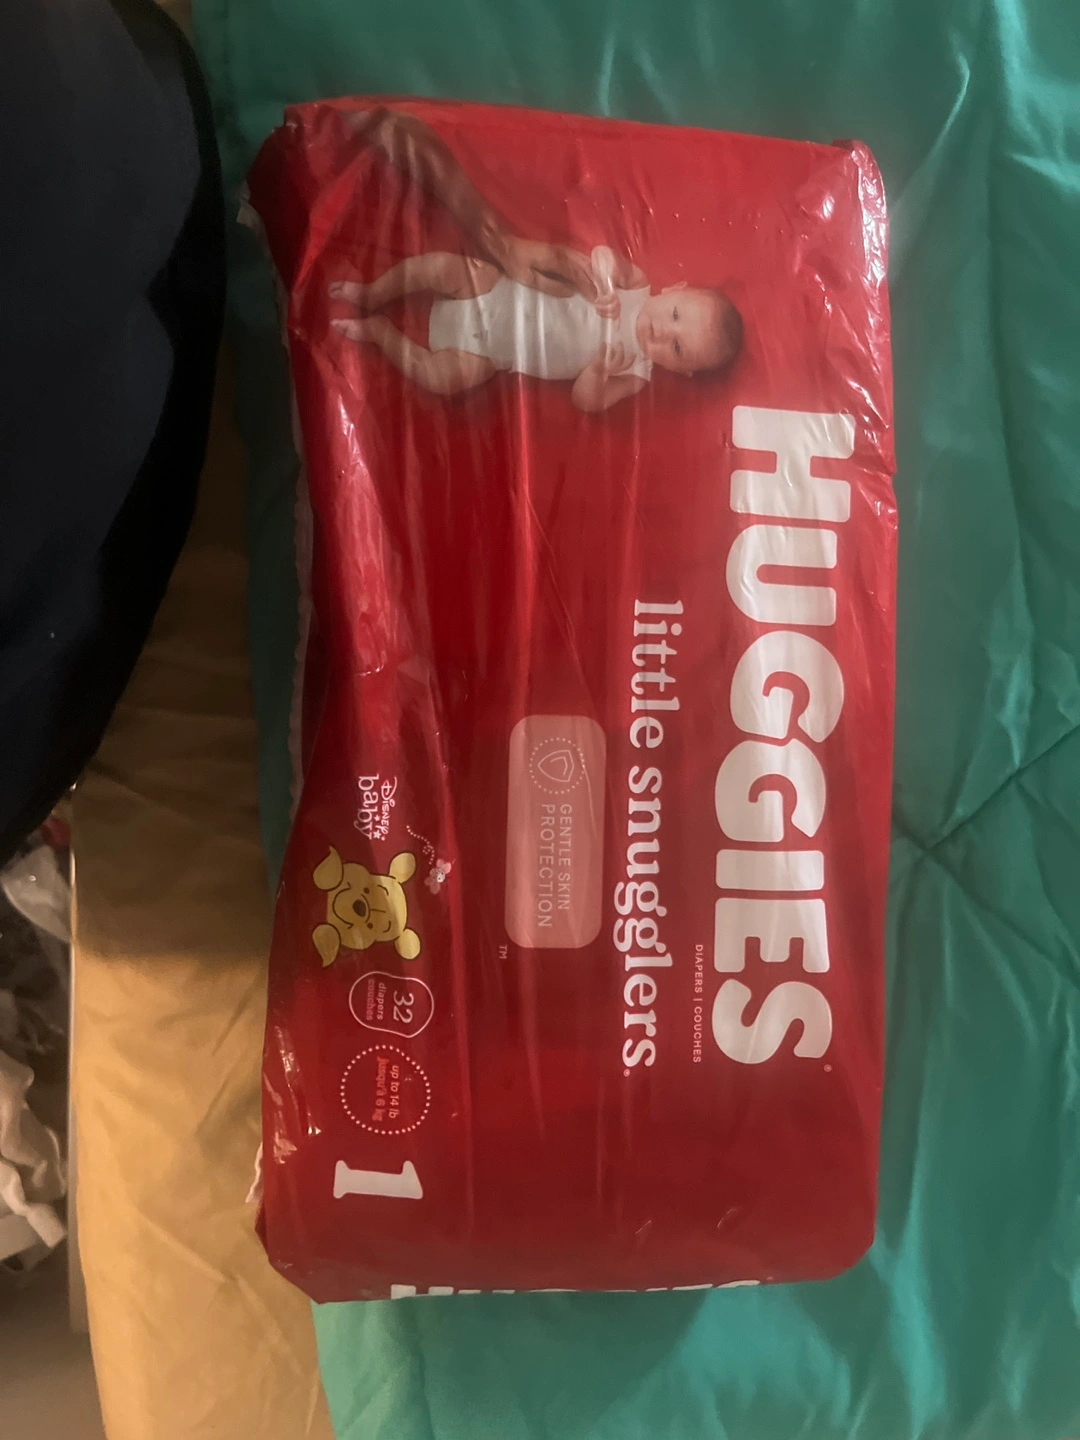 HUGGIES®
DIAPERS | COUCHES
little snugglers®
GENTLE SKIN
PROTECTION
™
Disney
baby
32
diapers
couches
up to 14 lb
jusqu'à 6 kg
1